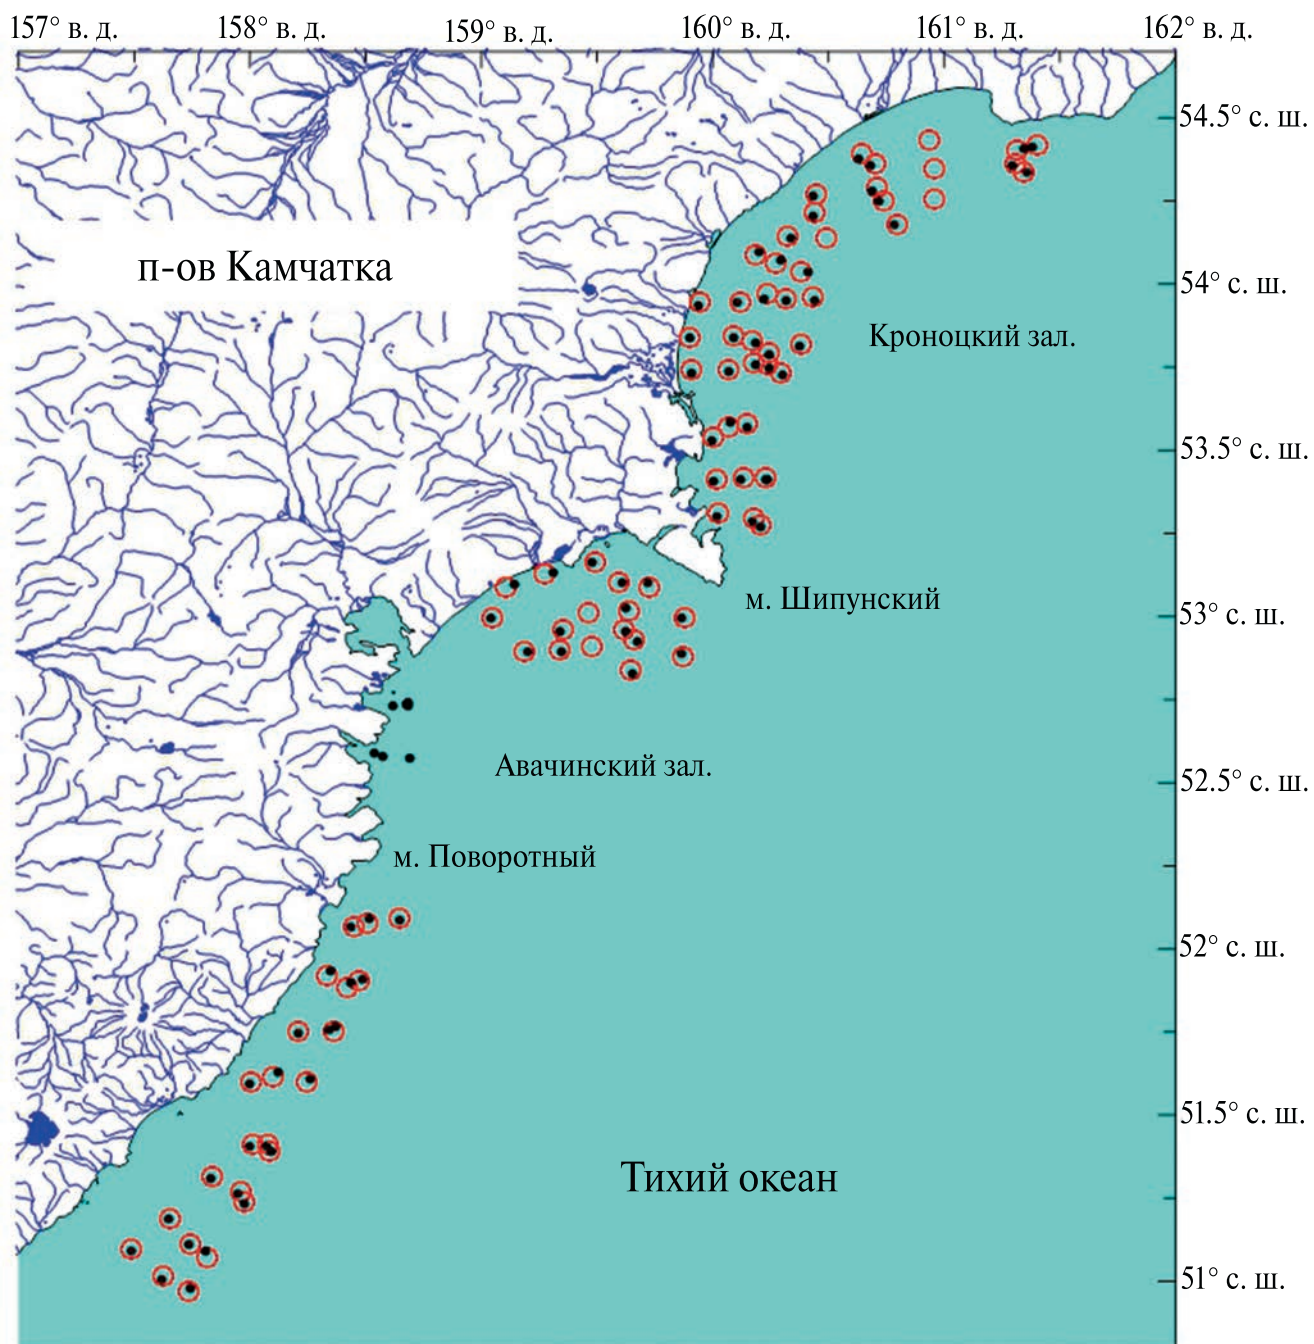 157° в. д. 158° в. д. 159° в. д. 160° в. д. 161° в. д. 162° в. д.
54.5° с. ш.
п-ов Камчатка
54° с. ш.
Кроноцкий зал.
53.5° с. ш.
м. Шипунский
53° с. ш.
Авачинский зал.
52.5° с. ш.
м. Поворотный
52° с. ш.
51.5° с. ш.
Тихий океан
51° с. ш.